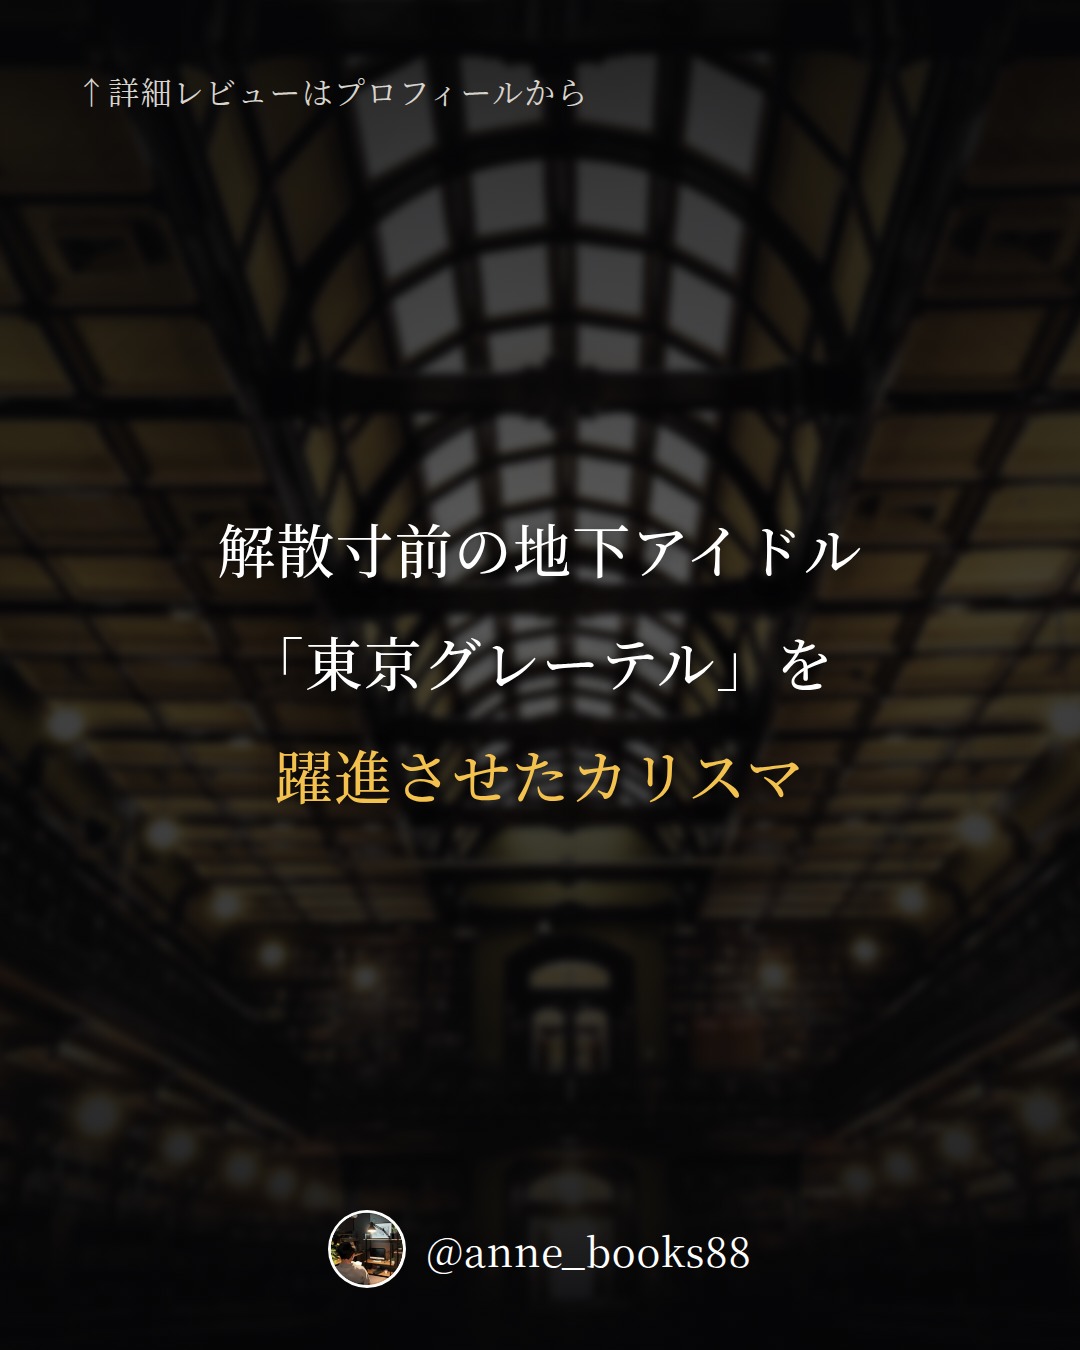 ↑詳細レビューはプロフィールから
解散寸前の地下アイドル
「東京グレーテル」を
躍進させたカリスマ
@anne_books88